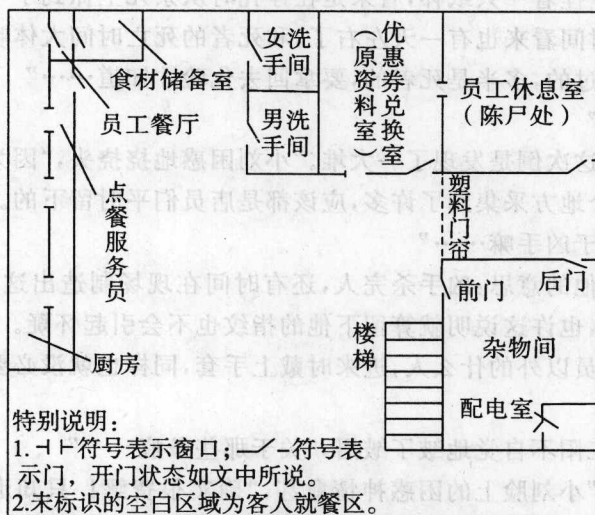 食材储备室
员工餐厅
点餐服务员
厨房
女洗手间
男洗手间
优惠券兑换室
(原资料室)
员工休息室
(陈尸处)
塑料门帘
前门
后门
楼梯
杂物间
配电室
特别说明:
1.⊣⊢符号表示窗门; 符号表
示门,开门状态如文中所说。
2.未标识的空白区域为客人就餐区。